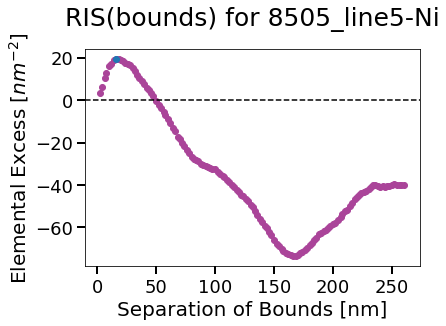 RIS(bounds) for 8505_line5-Ni
Elemental Excess [$nm^{-2}$]
20
0
−20
−40
−60
0 50 100 150 200 250
Separation of Bounds [nm]